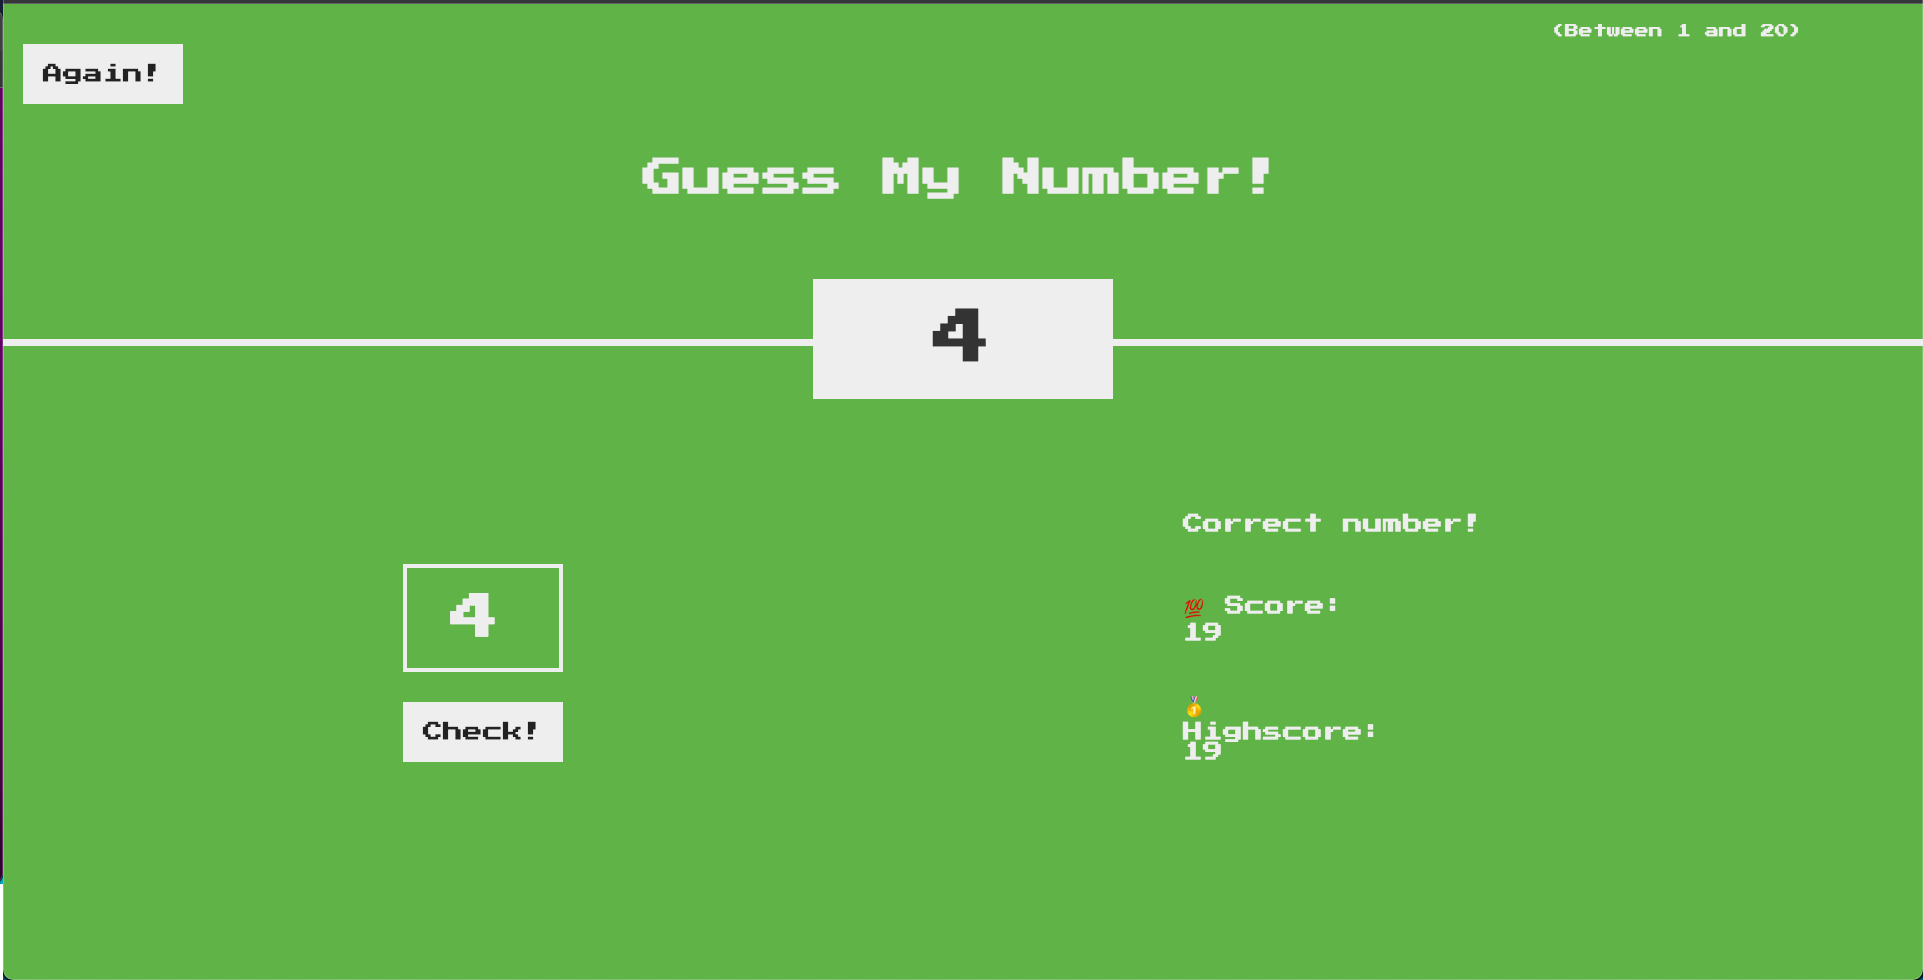 (Between 1 and 20)
Again!
Guess My Number!
4
4
Check!
Correct number!
💯 Score:
19
🥇
Highscore:
19